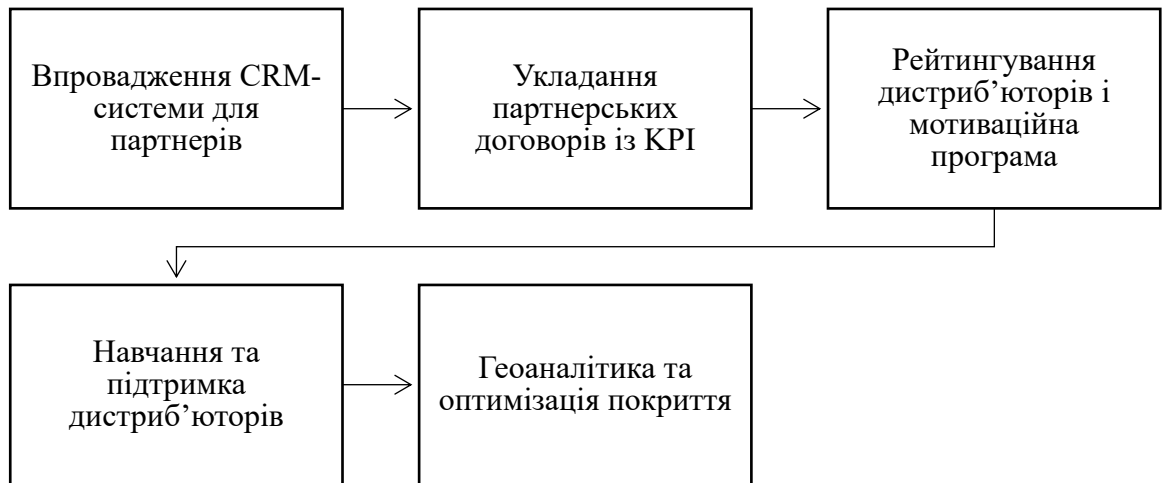 Впровадження CRM-
системи для
партнерів
Укладання
партнерських
договорів із KPI
Рейтингування
дистриб’юторів і
мотиваційна
програма
Навчання та
підтримка
дистриб’юторів
Геоаналітика та
оптимізація покриття